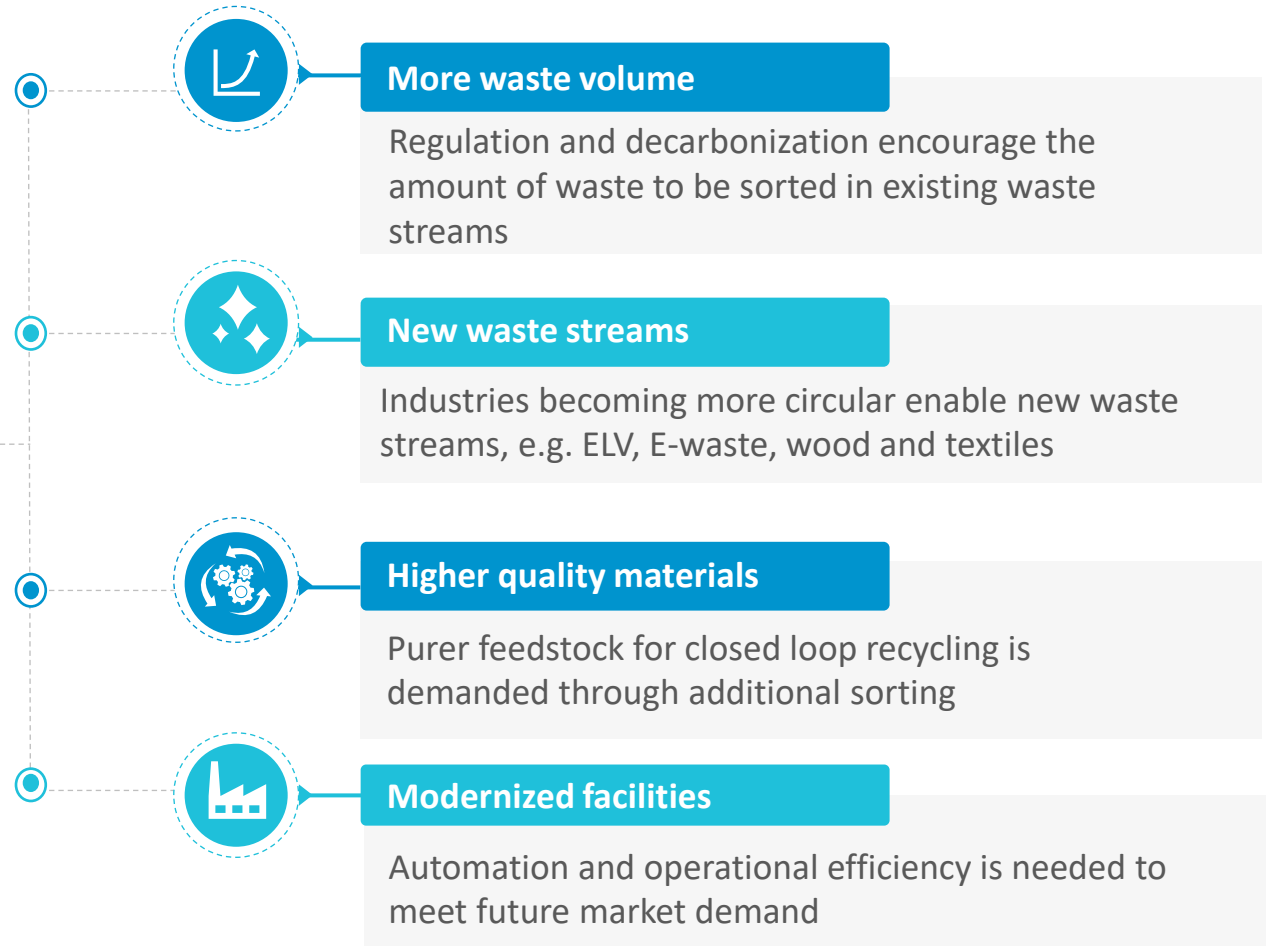 More waste volume
Regulation and decarbonization encourage the
amount of waste to be sorted in existing waste
streams
New waste streams
Industries becoming more circular enable new waste
streams, e.g. ELV, E-waste, wood and textiles
Higher quality materials
Purer feedstock for closed loop recycling is
demanded through additional sorting
Modernized facilities
Automation and operational efficiency is needed to
meet future market demand